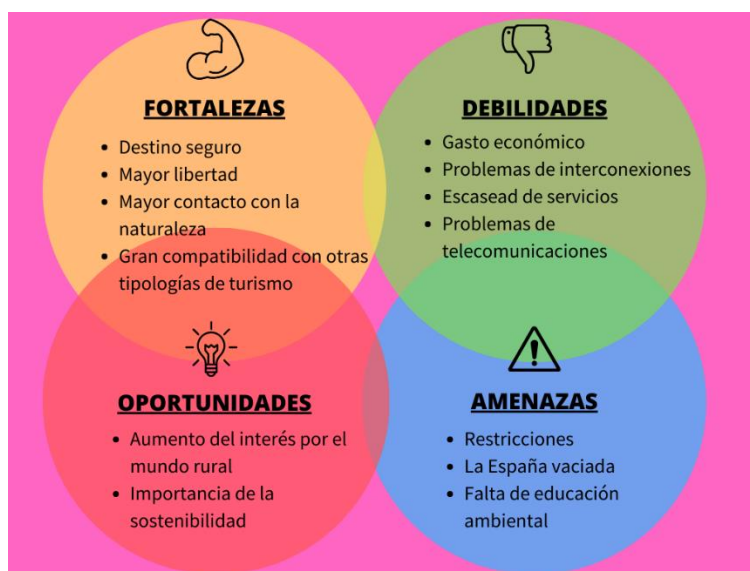 FORTALEZAS
• Destino seguro
• Mayor libertad
• Mayor contacto con la
naturaleza
• Gran compatibilidad con otras
tipologías de turismo
DEBILIDADES
• Gasto económico
• Problemas de interconexiones
• Escasead de servicios
• Problemas de
telecomunicaciones
OPORTUNIDADES
• Aumento del interés por el
mundo rural
• Importancia de la
sostenibilidad
AMENAZAS
• Restricciones
• La España vaciada
• Falta de educación
ambiental